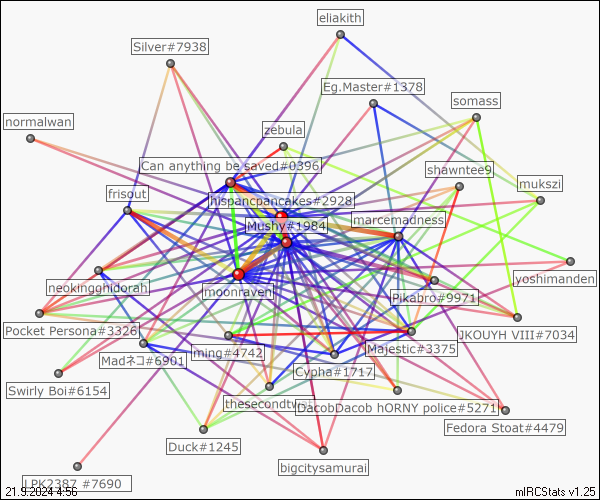 eliakith
Silver#7938
Eg.Master#1378
somass
normalwan
zebula
Can anything be saved#0396
shawntee9
mukszi
frisout
hispancpancakes#2928
marcemadness
Mushy#1984
neokingghidorah
moonraven
yoshimanden
Pikabro#9971
Pocket Persona#3326
JKOUYH VIII#7034
Madネコ#6901
ming#4742
Majestic#3375
Cypha#1717
Swirly Boi#6154
thesecondtw
DacobDacob hORNY police#5271
Fedora Stoat#4479
Duck#1245
bigcitysamurai
LPK2387 #7690
21.9.2024 4:56
mIRCStats v1.25